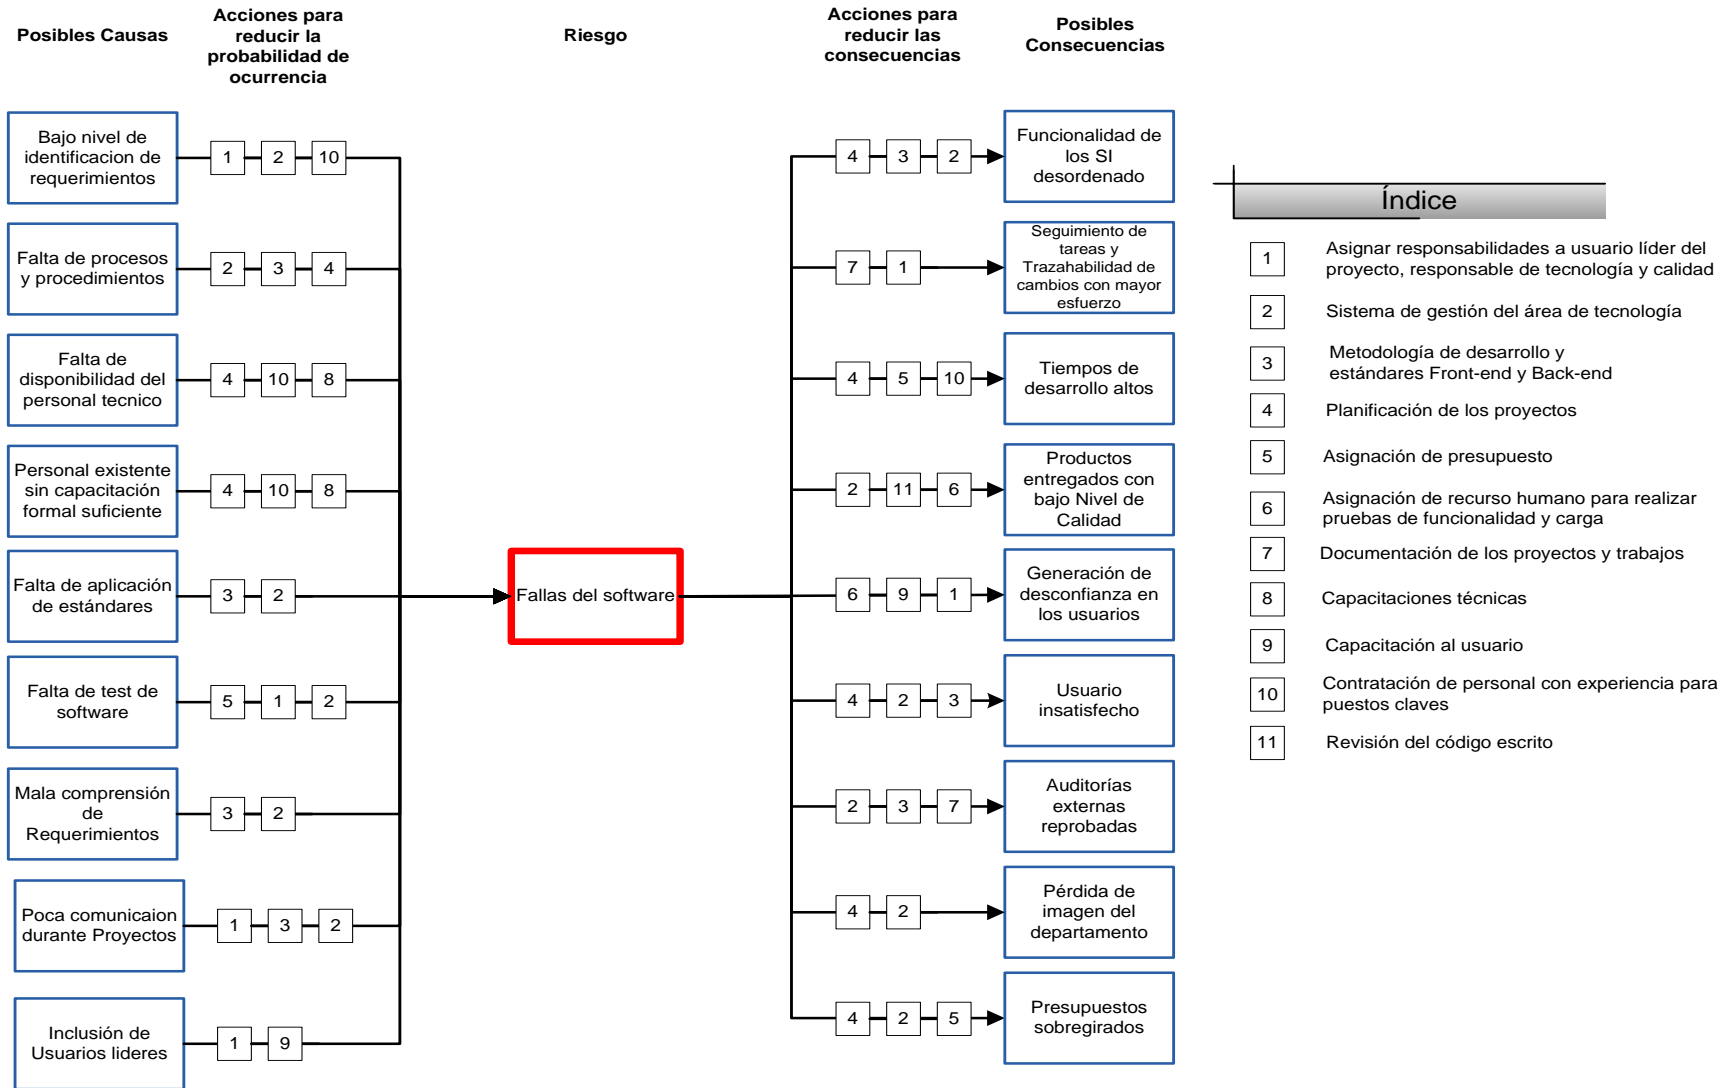 Posibles Causas
Acciones para
reducir la
probabilidad de
ocurrencia
Riesgo
Acciones para
reducir las
consecuencias
Posibles
Consecuencias
Bajo nivel de
identificacion de
requerimientos
1 2 10
Falta de procesos
y procedimientos
2 3 4
Falta de
disponibilidad del
personal tecnico
4 10 8
Personal existente
sin capacitación
formal suficiente
4 10 8
Falta de aplicación
de estándares
3 2
Falta de test de
software
5 1 2
Mala comprensión
de
Requerimientos
3 2
Poca comunicaion
durante Proyectos
1 3 2
Inclusión de
Usuarios lideres
1 9
Fallas del software
4 3 2
Funcionalidad de
los SI
desordenado
7 1
Seguimiento de
tareas y
Trazahabilidad de
cambios con mayor
esfuerzo
4 5 10
Tiempos de
desarrollo altos
2 11 6
Productos
entregados con
bajo Nivel de
Calidad
6 9 1
Generación de
desconfianza en
los usuarios
4 2 3
Usuario
insatisfecho
2 3 7
Auditorías
externas
reprobadas
4 2
Pérdida de
imagen del
departamento
4 2 5
Presupuestos
sobregirados
Índice
1 Asignar responsabilidades a usuario líder del
proyecto, responsable de tecnología y calidad
2 Sistema de gestión del área de tecnología
3 Metodología de desarrollo y
estándares Front-end y Back-end
4 Planificación de los proyectos
5 Asignación de presupuesto
6 Asignación de recurso humano para realizar
pruebas de funcionalidad y carga
7 Documentación de los proyectos y trabajos
8 Capacitaciones técnicas
9 Capacitación al usuario
10 Contratación de personal con experiencia para
puestos claves
11 Revisión del código escrito